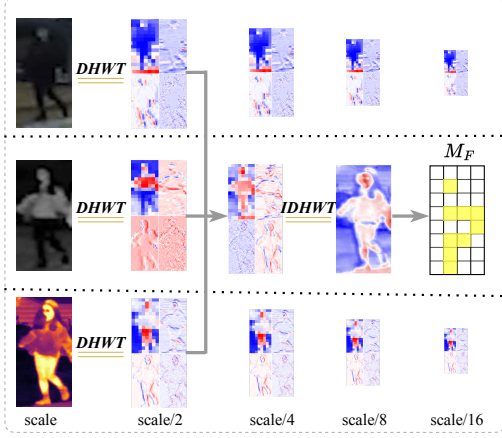 DHWT
DHWT
IDHWT
M_F
DHWT
scale
scale/2
scale/4
scale/8
scale/16